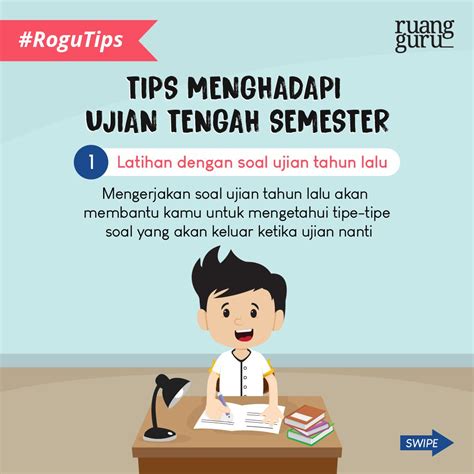 #RoguTips
ruang
guru
TIPS MENGHADAPI
UJIAN TENGAH SEMESTER
1 Latihan dengan soal ujian tahun lalu
Mengerjakan soal ujian tahun lalu akan
membantu kamu untuk mengetahui tipe-tipe
soal yang akan keluar ketika ujian nanti
SWIPE